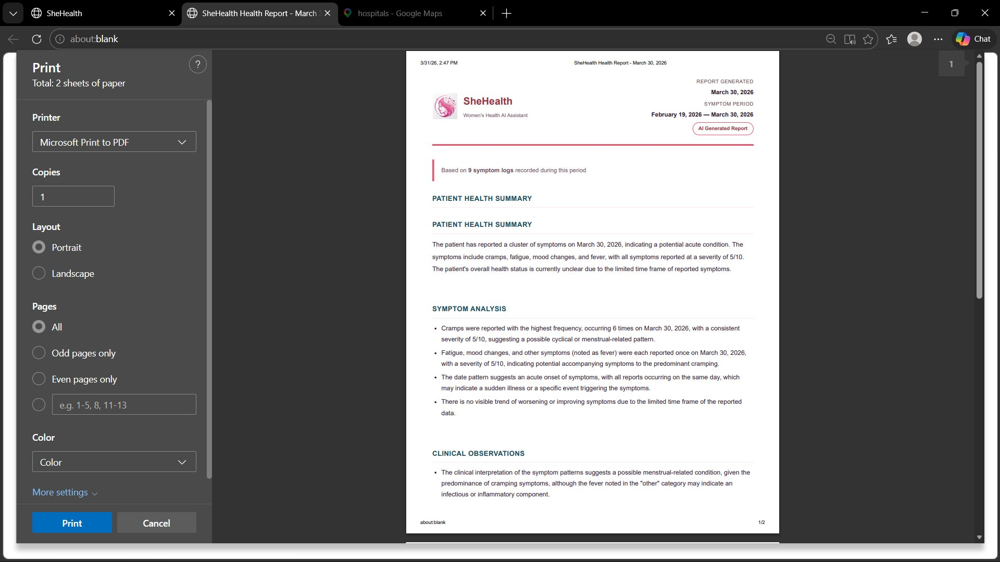 SheHealth
SheHealth Health Report - March
hospitals - Google Maps
about:blank
Chat
Print
Total: 2 sheets of paper
?
Printer
Microsoft Print to PDF
Copies
1
Layout
Portrait
Landscape
Pages
All
Odd pages only
Even pages only
e.g. 1-5, 8, 11-13
Color
Color
More settings
Print
Cancel
3/31/26, 2:47 PM
SheHealth Health Report - March 30, 2026
SheHealth
Women's Health AI Assistant
REPORT GENERATED
March 30, 2026
SYMPTOM PERIOD
February 19, 2026 — March 30, 2026
AI Generated Report
Based on 9 symptom logs recorded during this period
PATIENT HEALTH SUMMARY
PATIENT HEALTH SUMMARY
The patient has reported a cluster of symptoms on March 30, 2026, indicating a potential acute condition. The
symptoms include cramps, fatigue, mood changes, and fever, with all symptoms reported at a severity of 5/10.
The patient's overall health status is currently unclear due to the limited time frame of reported symptoms.
SYMPTOM ANALYSIS
• Cramps were reported with the highest frequency, occurring 6 times on March 30, 2026, with a consistent
severity of 5/10, suggesting a possible cyclical or menstrual-related pattern.
• Fatigue, mood changes, and other symptoms (noted as fever) were each reported once on March 30, 2026,
with a severity of 5/10, indicating potential accompanying symptoms to the predominant cramping.
• The date pattern suggests an acute onset of symptoms, with all reports occurring on the same day, which
may indicate a sudden illness or a specific event triggering the symptoms.
• There is no visible trend of worsening or improving symptoms due to the limited time frame of the reported
data.
CLINICAL OBSERVATIONS
• The clinical interpretation of the symptom patterns suggests a possible menstrual-related condition, given the
predominance of cramping symptoms, although the fever noted in the "other" category may indicate an
infectious or inflammatory component.
about:blank
1/2
1